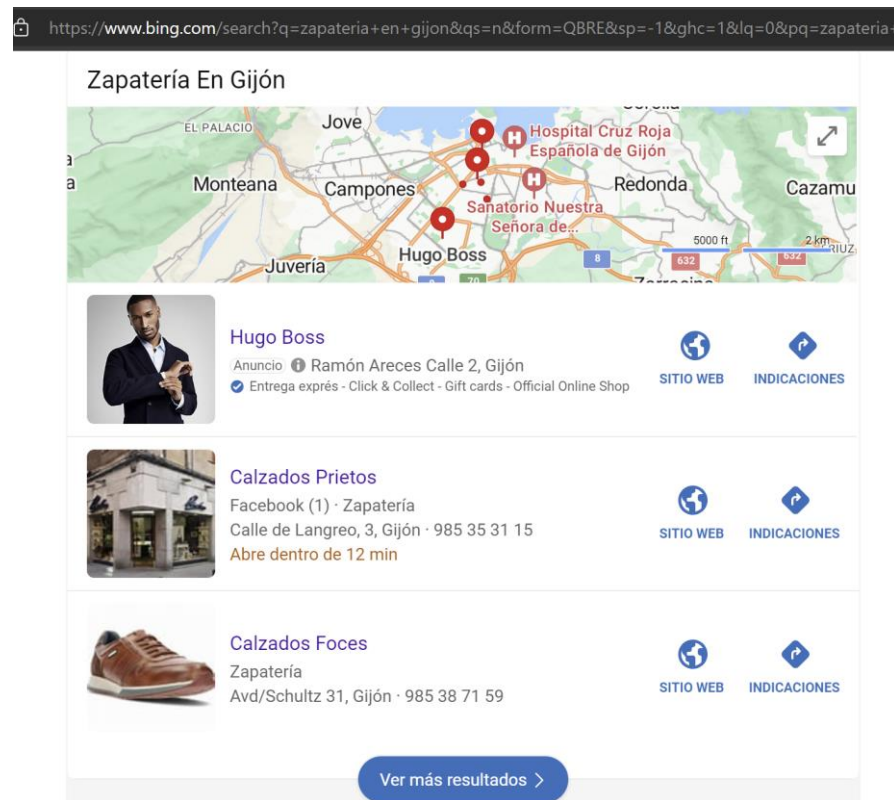 https://www.bing.com/search?q=zapateria+en+gijon&qs=n&form=QBRE&sp=-1&ghc=1&lq=0&pq=zapateria+
Zapatería En Gijón
EL PALACIO
Jove
Hospital Cruz Roja
Española de Gijón
Monteana
Campones
Redonda
Cazamu
Sanatorio Nuestra
Señora de...
Hugo Boss
5000 ft
2 km
RIUZ
Juvería
8
632
632
70
Hugo Boss
Anuncio Ramón Areces Calle 2, Gijón
Entrega exprés - Click & Collect - Gift cards - Official Online Shop
SITIO WEB
INDICACIONES
Calzados Prietos
Facebook (1) · Zapatería
Calle de Langreo, 3, Gijón · 985 35 31 15
Abre dentro de 12 min
SITIO WEB
INDICACIONES
Calzados Foces
Zapatería
Avd/Schultz 31, Gijón · 985 38 71 59
SITIO WEB
INDICACIONES
Ver más resultados >